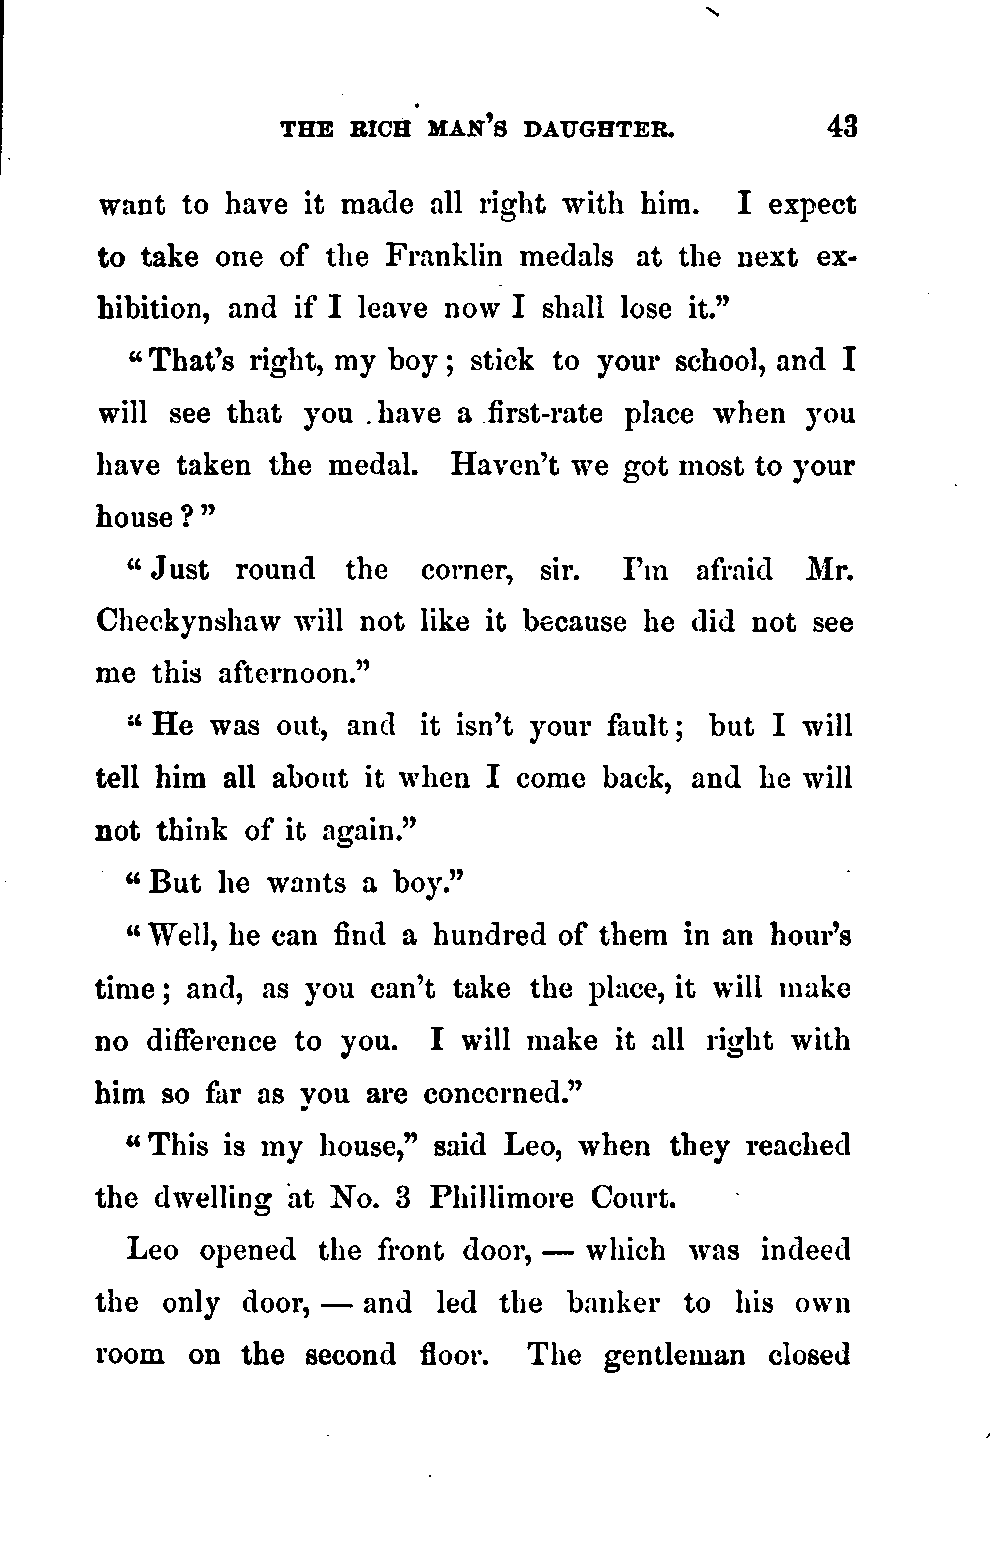 THE RICH MAN'S DAUGHTER. 43
want to have it made all right with him. I expect
to take one of the Franklin medals at the next ex-
hibition, and if I leave now I shall lose it.”
“That's right, my boy; stick to your school, and I
will see that you have a first-rate place when you
have taken the medal. Haven't we got most to your
house?”
“Just round the corner, sir. I'm afraid Mr.
Checkynshaw will not like it because he did not see
me this afternoon.”
“He was out, and it isn't your fault; but I will
tell him all about it when I come back, and he will
not think of it again.”
“But he wants a boy.”
“Well, he can find a hundred of them in an hour's
time; and, as you can't take the place, it will make
no difference to you. I will make it all right with
him so far as you are concerned.”
“This is my house,” said Leo, when they reached
the dwelling at No. 3 Phillimore Court.
Leo opened the front door, — which was indeed
the only door, — and led the banker to his own
room on the second floor. The gentleman closed